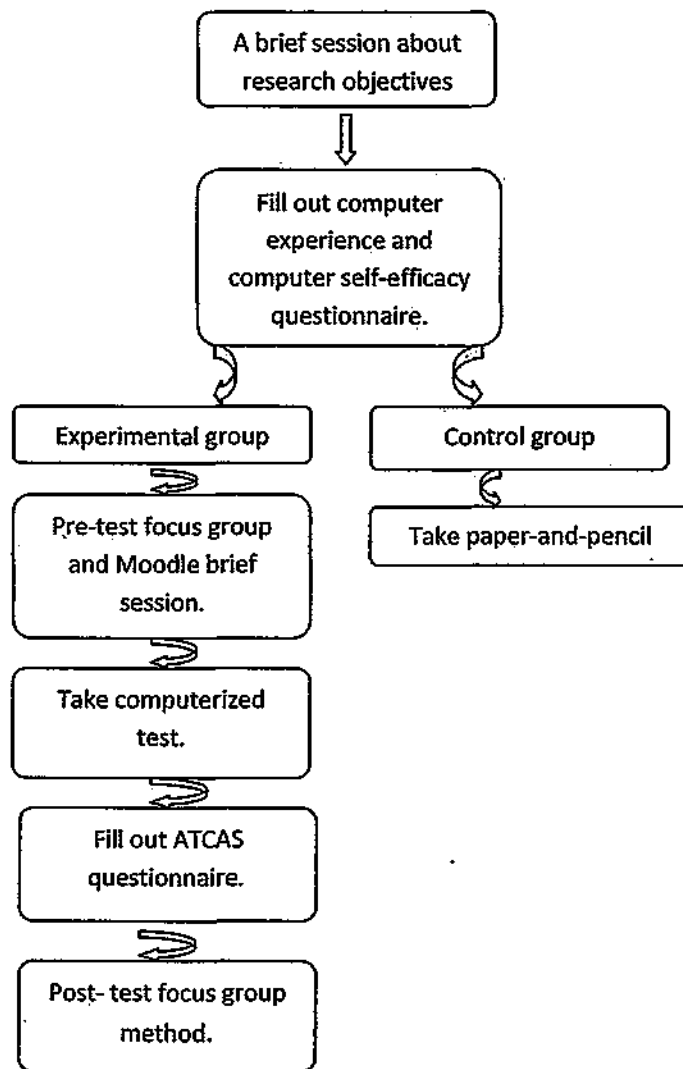 A brief session about
research objectives
Fill out computer
experience and
computer self-efficacy
questionnaire.
Experimental group
Control group
Pre-test focus group
and Moodle brief
session.
Take paper-and-pencil
Take computerized
test.
Fill out ATCAS
questionnaire.
Post- test focus group
method.